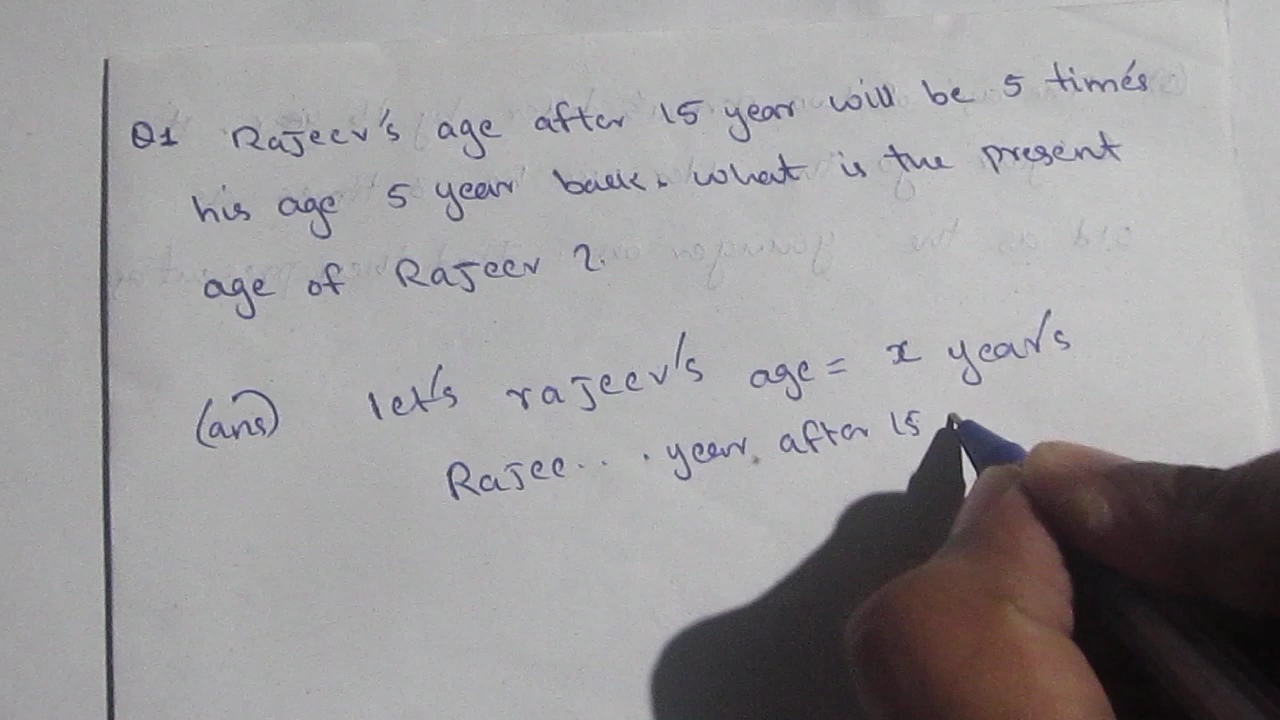 Q1 Rajeev's age after 15 year will be 5 times
his age 5 year back. What is the present
age of Rajeev ?
(ans) let's rajeev's age = x year's
Rajee.. . year. after 15